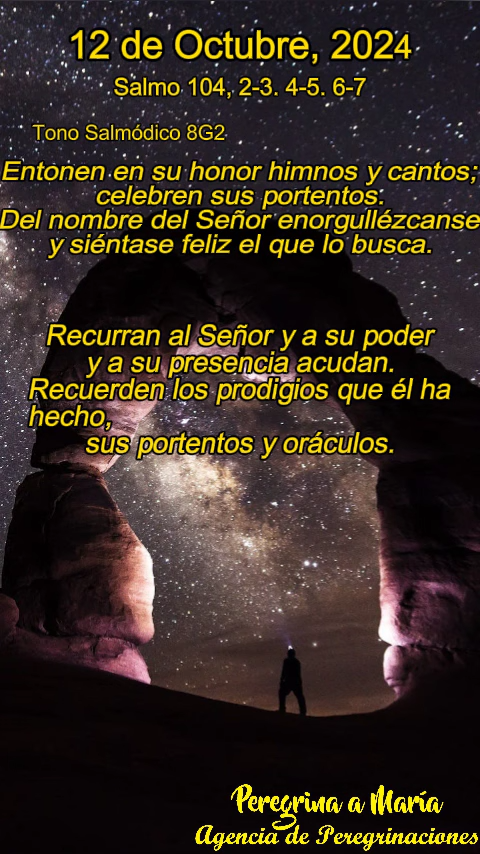 12 de Octubre, 2024
Salmo 104, 2-3. 4-5. 6-7
Tono Salmódico 8G2
Entonen en su honor himnos y cantos;
celebren sus portentos.
Del nombre del Señor enorgullézcanse
y siéntase feliz el que lo busca.
Recurran al Señor y a su poder
y a su presencia acudan.
Recuerden los prodigios que él ha
hecho,
sus portentos y oráculos.
Peregrina a María
Agencia de Peregrinaciones